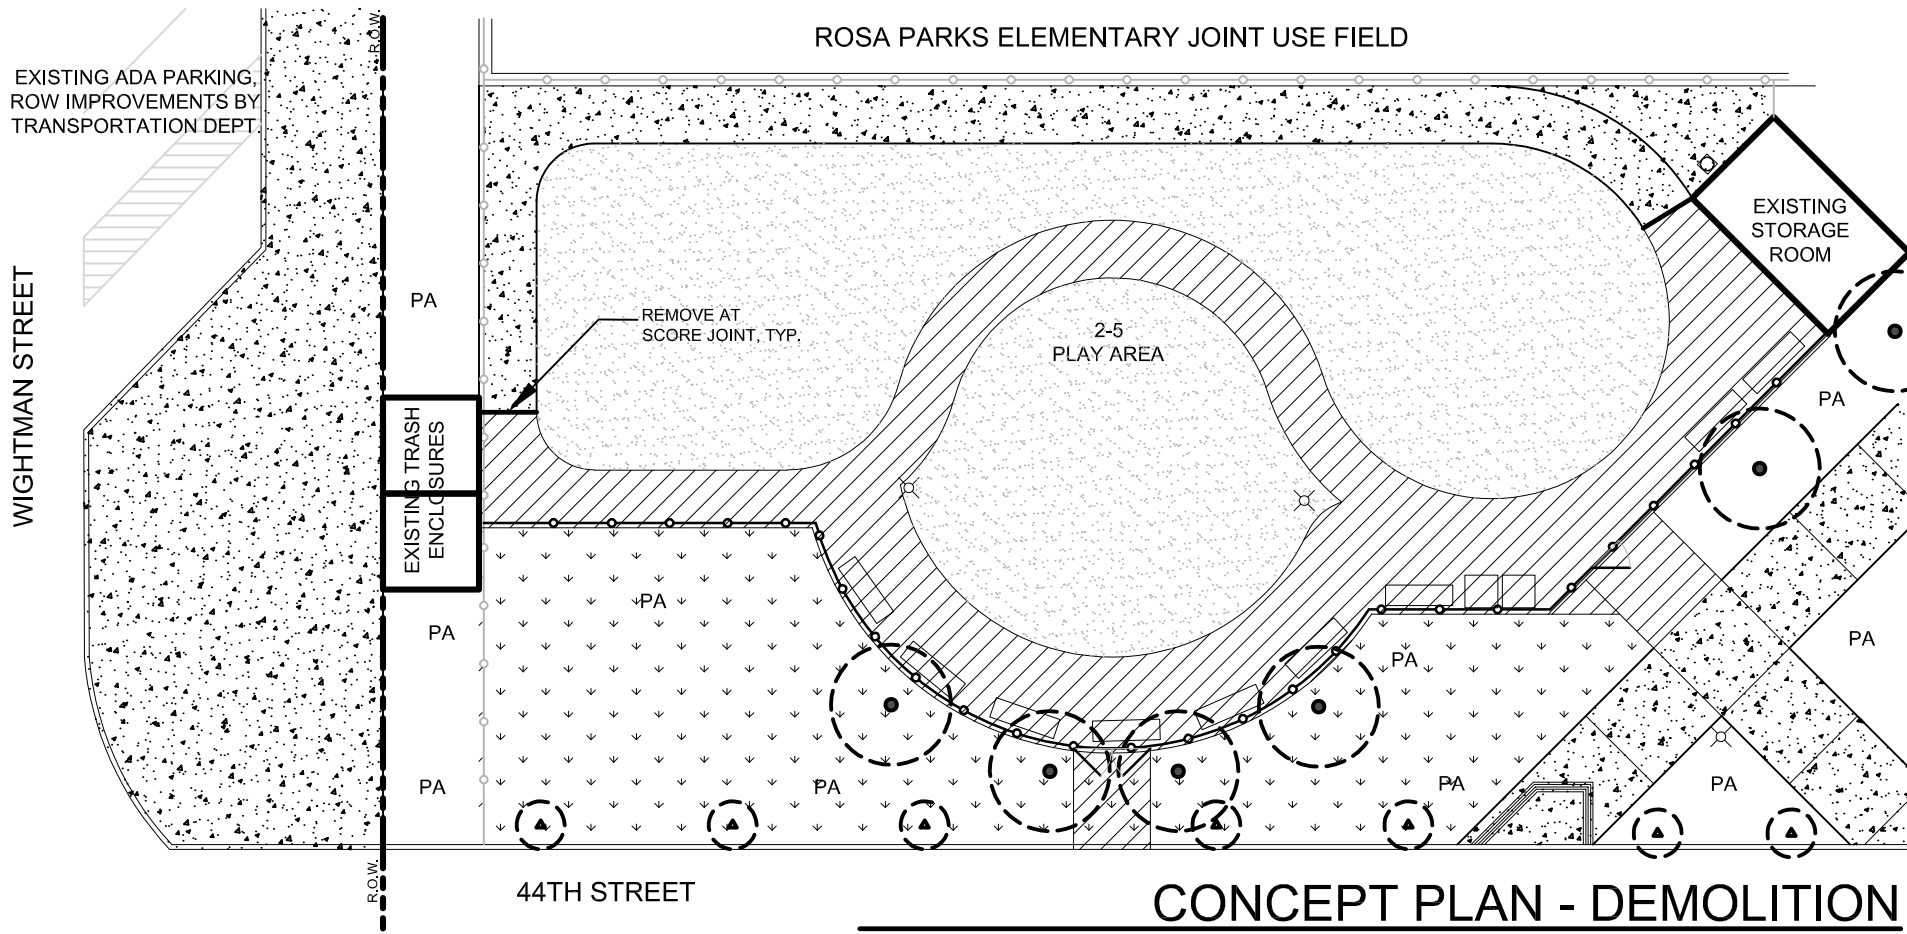 ROSA PARKS ELEMENTARY JOINT USE FIELD
R.O.W.
EXISTING ADA PARKING,
ROW IMPROVEMENTS BY
TRANSPORTATION DEPT
EXISTING
STORAGE
ROOM
WIGHTMAN STREET
PA
REMOVE AT
SCORE JOINT, TYP.
2-5
PLAY AREA
PA
EXISTING TRASH
ENCLOSURES
PA
PA
PA
PA
PA
PA
PA
PA
R.O.W.
44TH STREET
CONCEPT PLAN - DEMOLITION